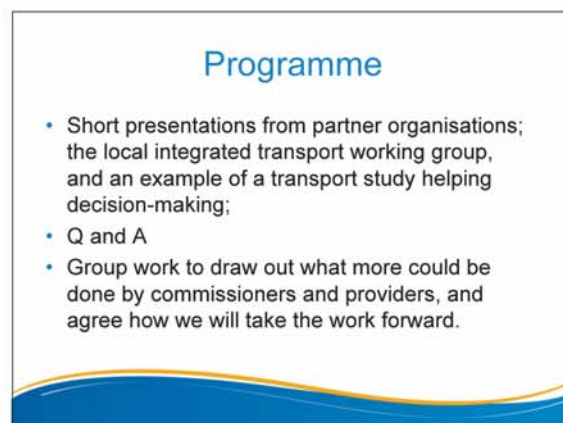 Programme
• Short presentations from partner organisations;
the local integrated transport working group,
and an example of a transport study helping
decision-making;
• Q and A
• Group work to draw out what more could be
done by commissioners and providers, and
agree how we will take the work forward.